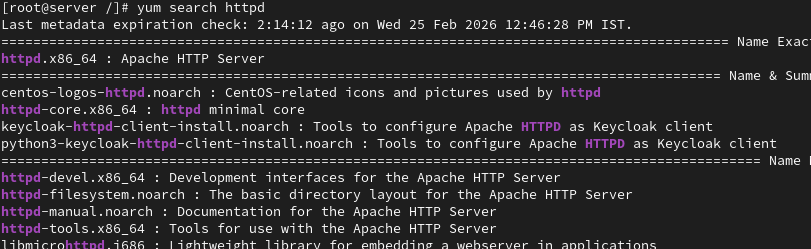 [root@server /]# yum search httpd
Last metadata expiration check: 2:14:12 ago on Wed 25 Feb 2026 12:46:28 PM IST.
========================================================================================== Name Exac
httpd.x86_64 : Apache HTTP Server
========================================================================================= Name & Sum
centos-logos-httpd.noarch : CentOS-related icons and pictures used by httpd
httpd-core.x86_64 : httpd minimal core
keycloak-httpd-client-install.noarch : Tools to configure Apache HTTPD as Keycloak client
python3-keycloak-httpd-client-install.noarch : Tools to configure Apache HTTPD as Keycloak client
============================================================================================== Name
httpd-devel.x86_64 : Development interfaces for the Apache HTTP Server
httpd-filesystem.noarch : The basic directory layout for the Apache HTTP Server
httpd-manual.noarch : Documentation for the Apache HTTP Server
httpd-tools.x86_64 : Tools for use with the Apache HTTP Server
libmicrohttpd.i686 : Lightweight library for embedding a webserver in applications